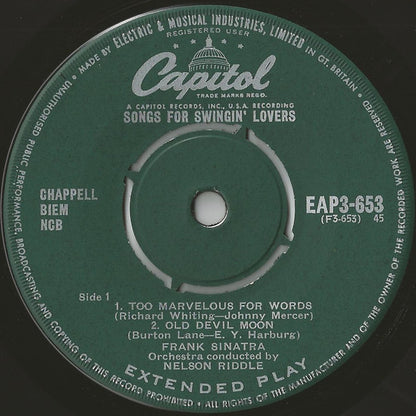 MADE BY ELECTRIC & MUSICAL INDUSTRIES, LIMITED IN GT. BRITAIN
REGISTERED USER
Capitol
TRADE MARKS REGD.
A CAPITOL RECORDS, INC., U.S.A. RECORDING
SONGS FOR SWINGIN' LOVERS
CHAPPELL
BIEM
NCB
EAP3-653
(F3-653) 45
Side 1
1. TOO MARVELOUS FOR WORDS
(Richard Whiting—Johnny Mercer)
2. OLD DEVIL MOON
(Burton Lane—E. Y. Harburg)
FRANK SINATRA
Orchestra conducted by
NELSON RIDDLE
EXTENDED PLAY
ALL RIGHTS OF THE MANUFACTURER AND OF THE OWNER OF THE RECORDED WORK RESERVED
UNAUTHORISED PUBLIC PERFORMANCE, BROADCASTING AND COPYING OF THIS RECORD PROHIBITED